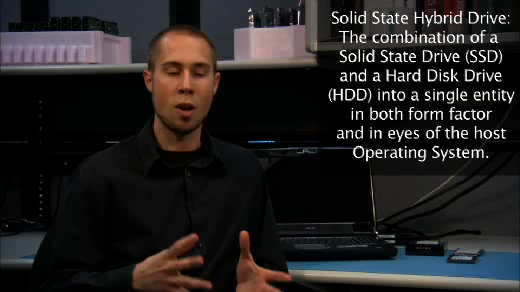 Solid State Hybrid Drive:
The combination of a
Solid State Drive (SSD)
and a Hard Disk Drive
(HDD) into a single entity
in both form factor
and in eyes of the host
Operating System.